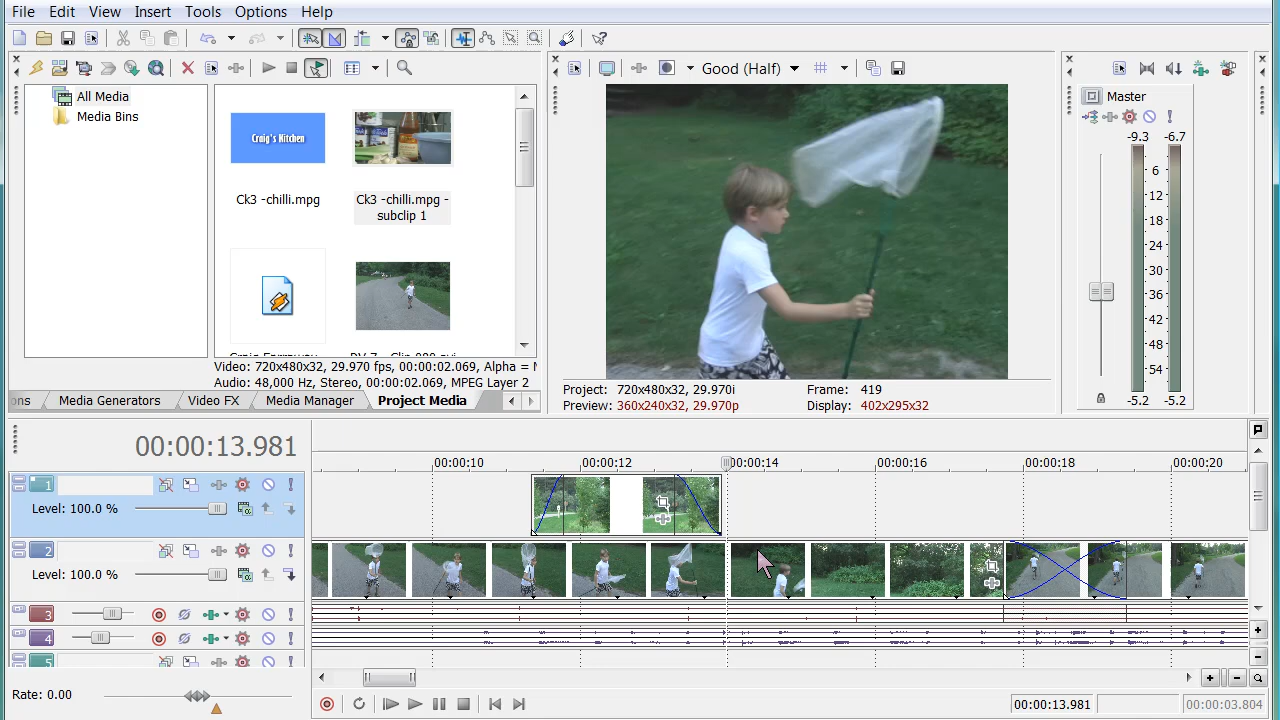 File Edit View Insert Tools Options Help
Good (Half)
All Media
Media Bins
Craig's Kitchen
Ck3 -chilli.mpg
Ck3 -chilli.mpg - subclip 1
Video: 720x480x32, 29.970 fps, 00:00:02.069, Alpha =
Audio: 48,000 Hz, Stereo, 00:00:02.069, MPEG Layer 2
ons Media Generators Video FX Media Manager Project Media
Project: 720x480x32, 29.970i Frame: 419
Preview: 360x240x32, 29.970p Display: 402x295x32
Master
-9.3 -6.7
6
12
18
24
30
36
42
48
54
-5.2 -5.2
00:00:13.981
00:00:10 00:00:12 00:00:14 00:00:16 00:00:18 00:00:20
1
Level: 100.0 %
2
Level: 100.0 %
3
4
5
Rate: 0.00
00:00:13.981 00:00:03.804